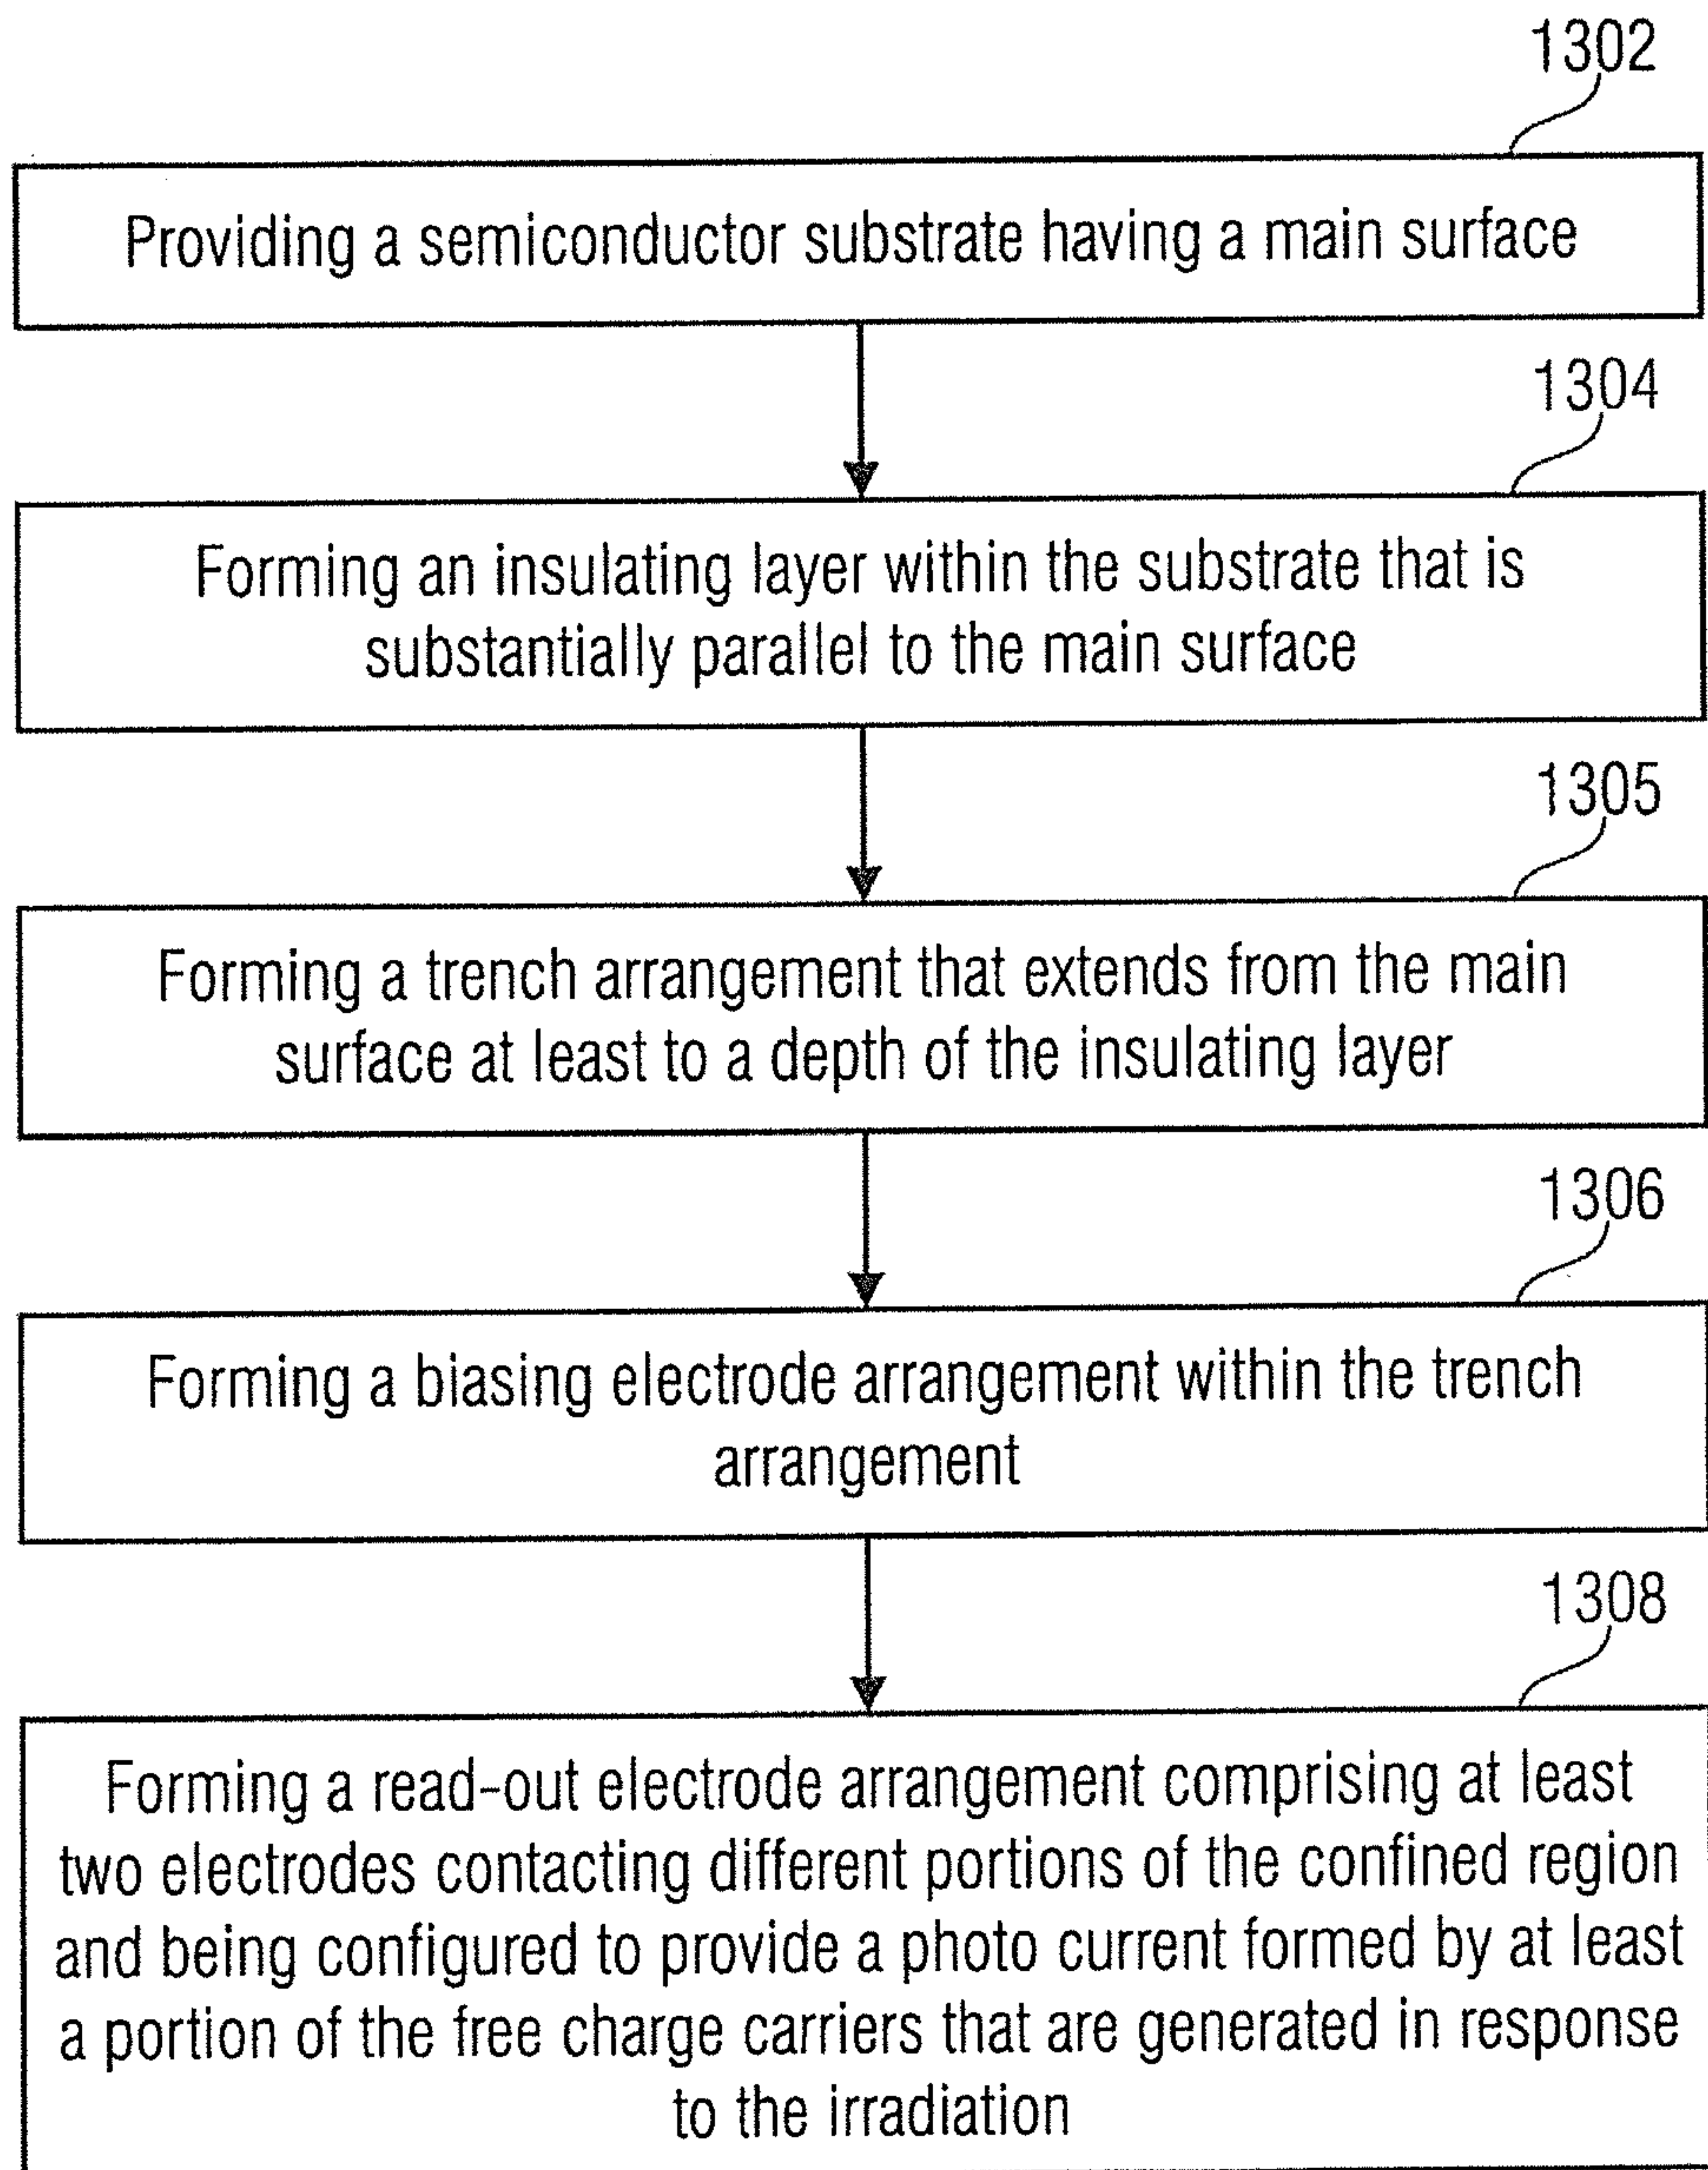 1302
Providing a semiconductor substrate having a main surface
1304
Forming an insulating layer within the substrate that is
substantially parallel to the main surface
1305
Forming a trench arrangement that extends from the main
surface at least to a depth of the insulating layer
1306
Forming a biasing electrode arrangement within the trench
arrangement
1308
Forming a read-out electrode arrangement comprising at least
two electrodes contacting different portions of the confined region
and being configured to provide a photo current formed by at least
a portion of the free charge carriers that are generated in response
to the irradiation